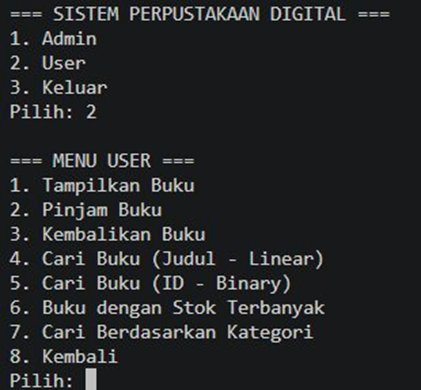 === SISTEM PERPUSTAKAAN DIGITAL ===
1. Admin
2. User
3. Keluar
Pilih: 2

=== MENU USER ===
1. Tampilkan Buku
2. Pinjam Buku
3. Kembalikan Buku
4. Cari Buku (Judul - Linear)
5. Cari Buku (ID - Binary)
6. Buku dengan Stok Terbanyak
7. Cari Berdasarkan Kategori
8. Kembali
Pilih: